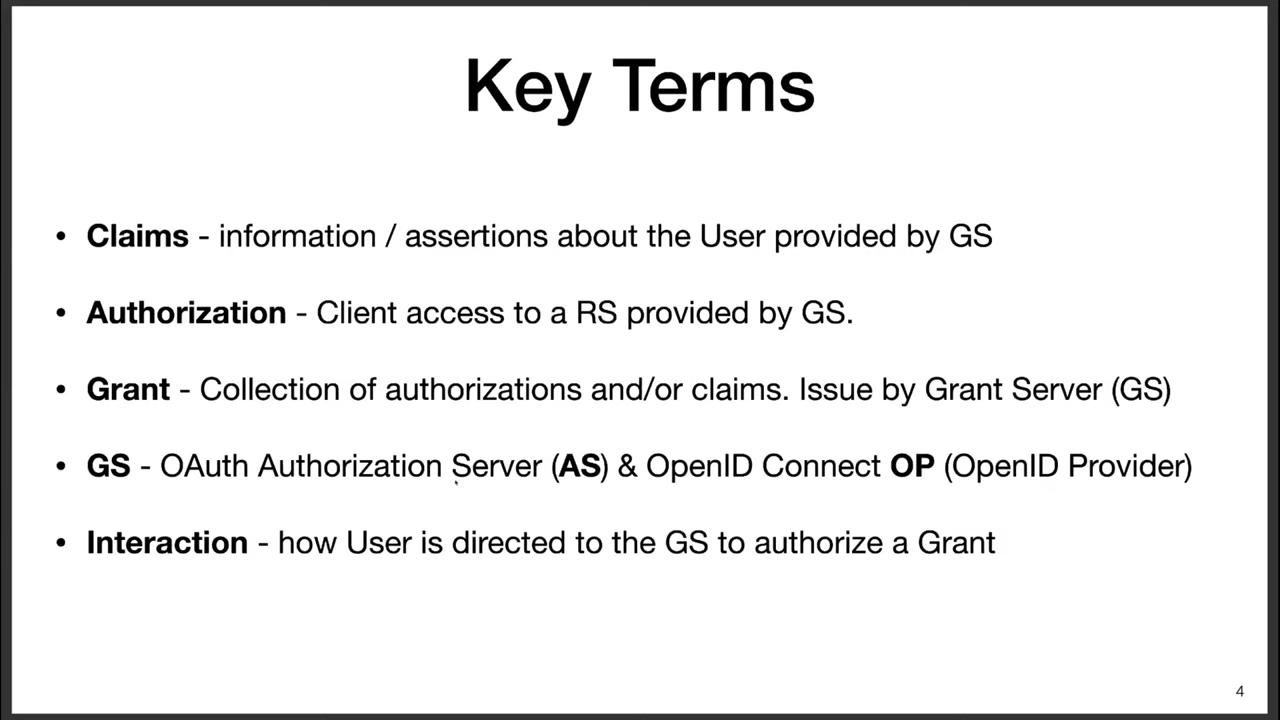 Key Terms
• Claims - information / assertions about the User provided by GS
• Authorization - Client access to a RS provided by GS.
• Grant - Collection of authorizations and/or claims. Issue by Grant Server (GS)
• GS - OAuth Authorization Server (AS) & OpenID Connect OP (OpenID Provider)
• Interaction - how User is directed to the GS to authorize a Grant
4